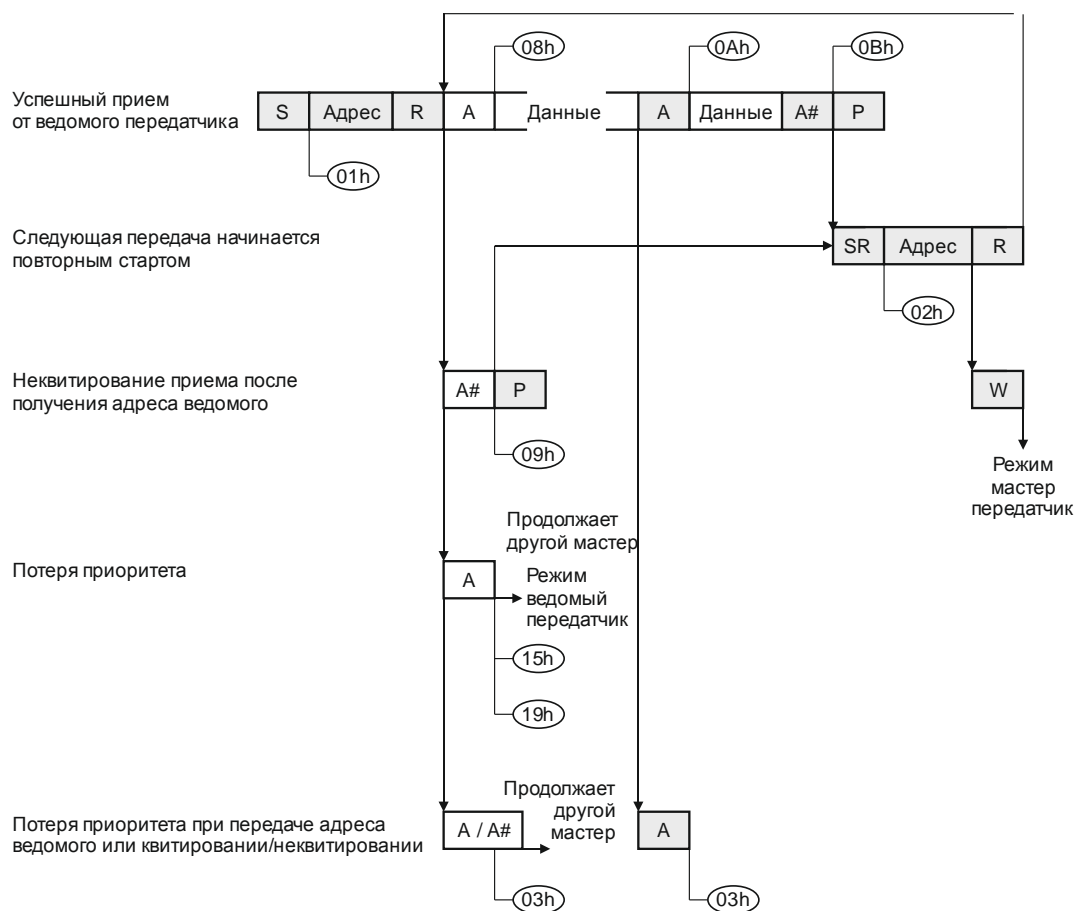 08h
0Ah
0Bh
Успешный прием
от ведомого передатчика
S Адрес R A Данные A Данные A# P
01h
Следующая передача начинается
повторным стартом
SR Адрес R
02h
Неквитирование приема после
получения адреса ведомого
A# P
W
09h
Режим
мастер
передатчик
Продолжает
другой мастер
Потеря приоритета
A
Режим
ведомый
передатчик
15h
19h
Продолжает
другой
мастер
Потеря приоритета при передаче адреса
ведомого или квитировании/неквитировании
A / A#
A
03h
03h